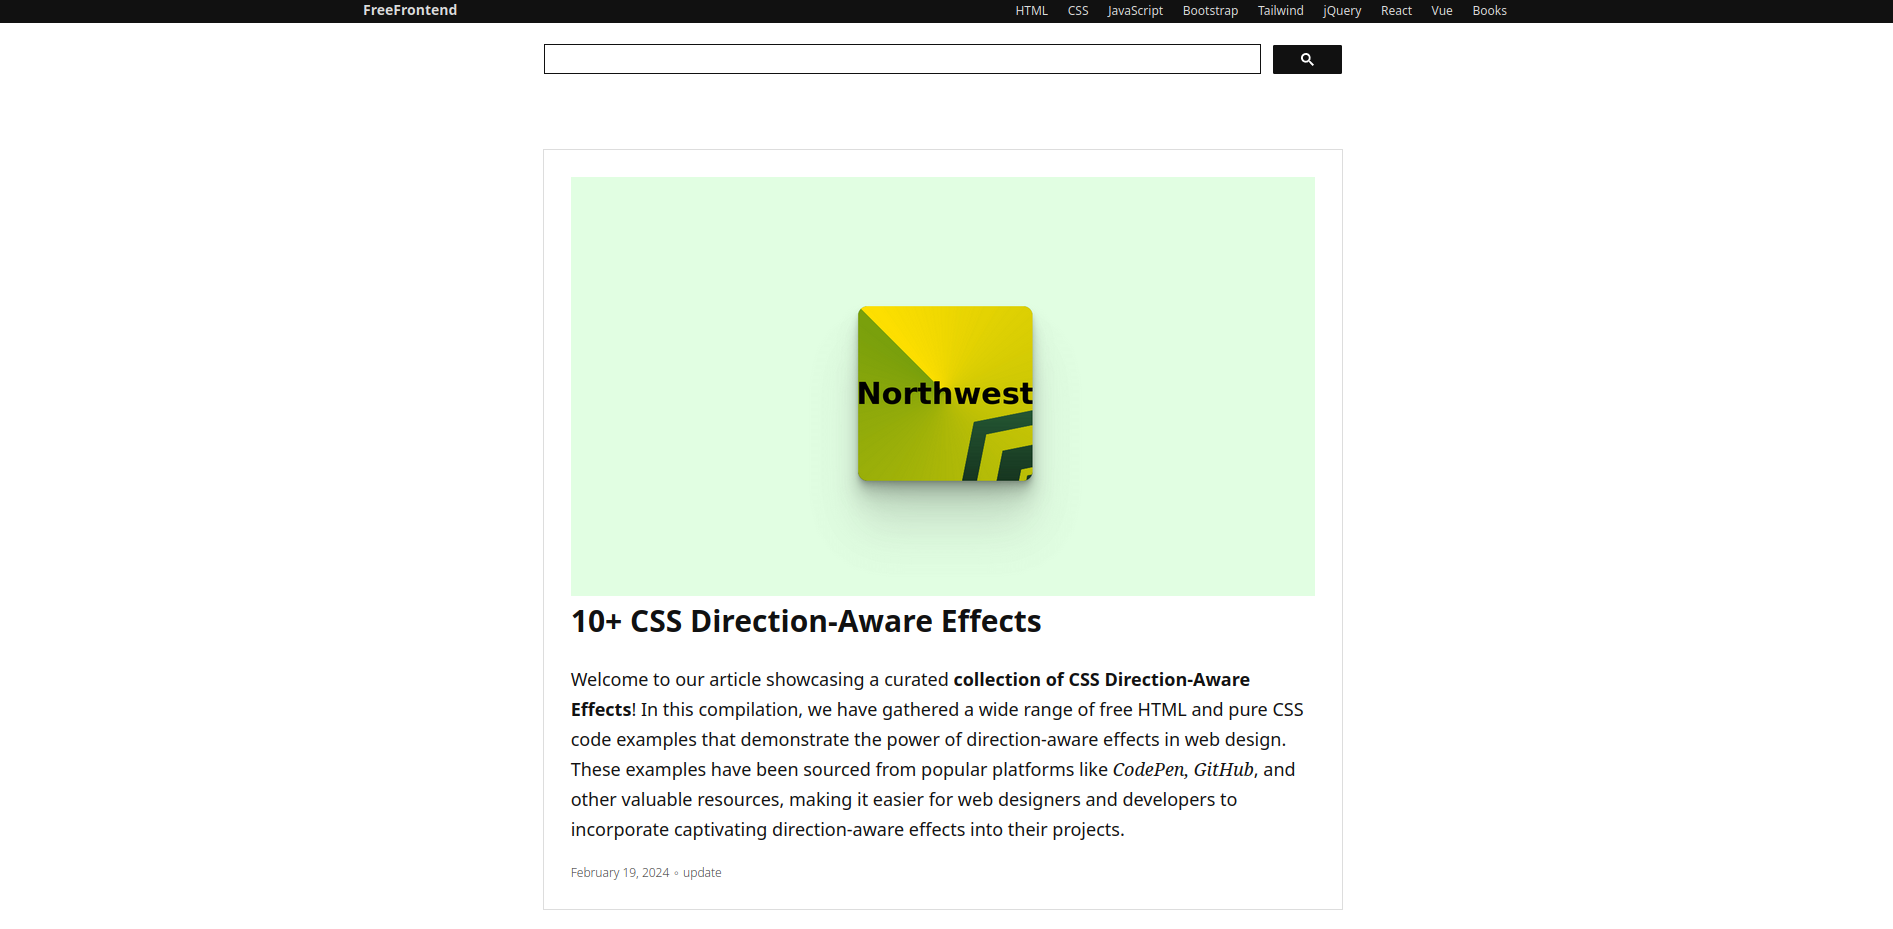 FreeFrontend
HTML CSS JavaScript Bootstrap Tailwind jQuery React Vue Books
Northwest
10+ CSS Direction-Aware Effects
Welcome to our article showcasing a curated collection of CSS Direction-Aware
Effects! In this compilation, we have gathered a wide range of free HTML and pure CSS
code examples that demonstrate the power of direction-aware effects in web design.
These examples have been sourced from popular platforms like CodePen, GitHub, and
other valuable resources, making it easier for web designers and developers to
incorporate captivating direction-aware effects into their projects.
February 19, 2024 ∘ update